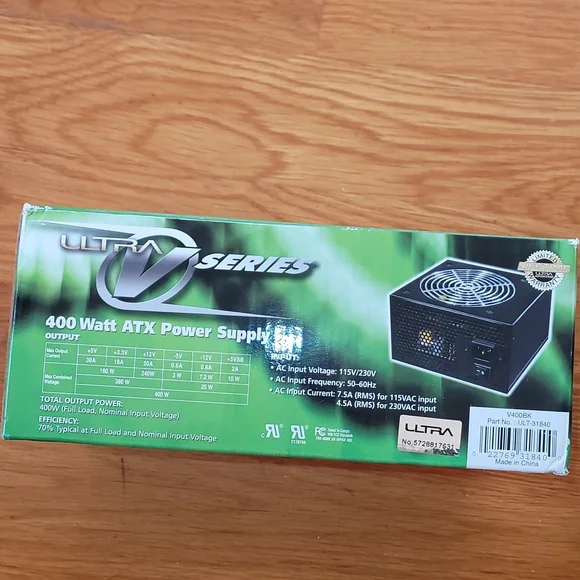 ULTRA
V SERIES
400 Watt ATX Power Supply
OUTPUT
Max Output Current +5V +3.3V +12V -5V -12V +5VSB
30A 18A 20A 0.6A 0.6A 2A
Max Combined Wattage 160 W 240W 3 W 7.2 W 10 W
380 W 20 W
400 W
TOTAL OUTPUT POWER:
400W (Full Load, Nominal Input Voltage)
EFFICIENCY:
70% Typical at Full Load and Nominal Input Voltage
INPUT:
• AC Input Voltage: 115V/230V
• AC Input Frequency: 50-60Hz
• AC Input Current: 7.5A (RMS) for 115VAC input
4.5A (RMS) for 230VAC input
LIMITED
WARRANTY
FC
ULTRA
No.5728817631
V400BK
Part No.: ULT-31840
0 22769 31840
Made in China